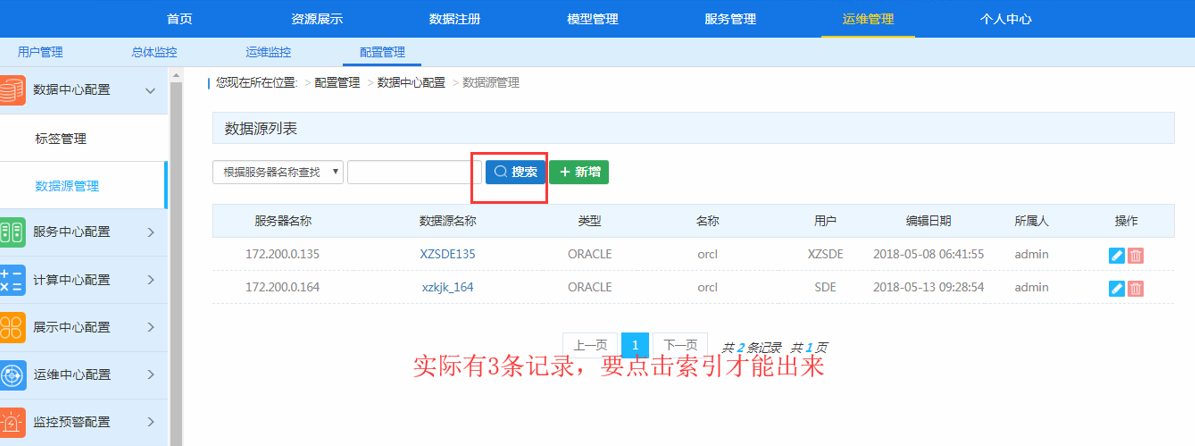 首页 资源展示 数据注册 模型管理 服务管理 运维管理 个人中心
用户管理 总体监控 运维监控 配置管理
数据中心配置
标签管理
数据源管理
服务中心配置
计算中心配置
展示中心配置
运维中心配置
监控预警配置
您现在所在位置: > 配置管理 > 数据中心配置 > 数据源管理
数据源列表
根据服务器名称查找 搜索 新增
服务器名称 数据源名称 类型 名称 用户 编辑日期 所属人 操作
172.200.0.135 XZSDE135 ORACLE orcl XZSDE 2018-05-08 06:41:55 admin
172.200.0.164 xzkjk_164 ORACLE orcl SDE 2018-05-13 09:28:54 admin
上一页 1 下一页 共 2 条记录 共 1 页
实际有3条记录，要点击索引才能出来